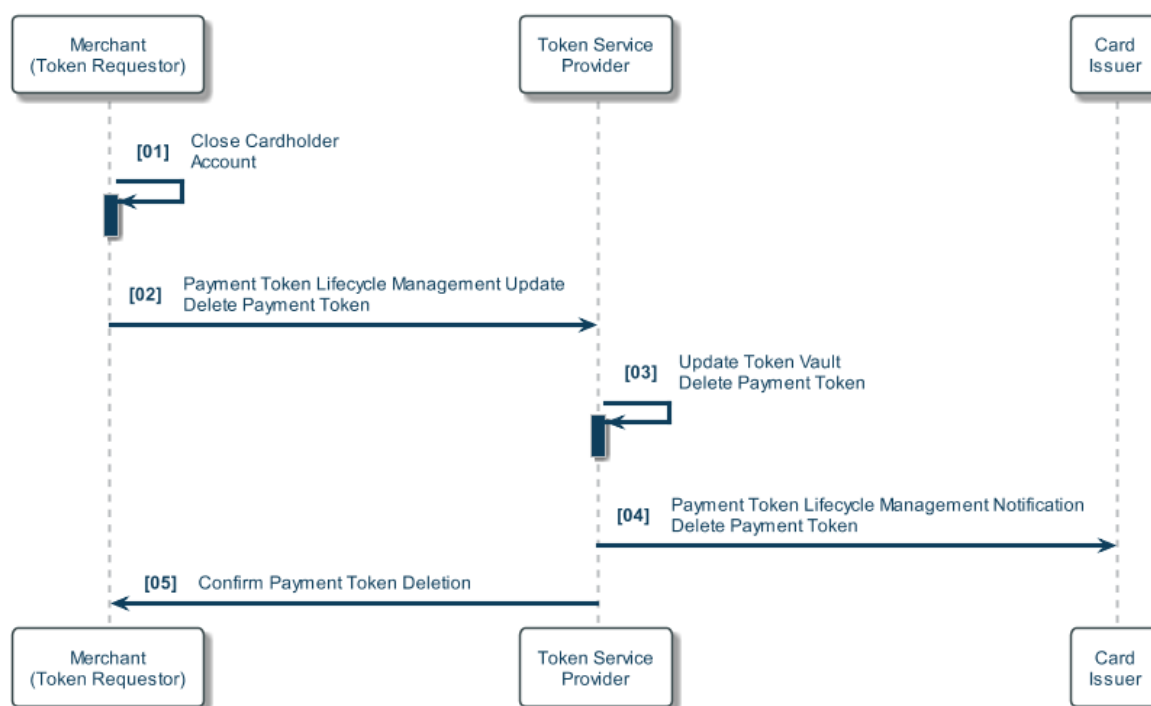 Merchant
(Token Requestor)
Token Service
Provider
Card
Issuer
[01] Close Cardholder
Account
[02] Payment Token Lifecycle Management Update
Delete Payment Token
[03] Update Token Vault
Delete Payment Token
[04] Payment Token Lifecycle Management Notification
Delete Payment Token
[05] Confirm Payment Token Deletion
Merchant
(Token Requestor)
Token Service
Provider
Card
Issuer